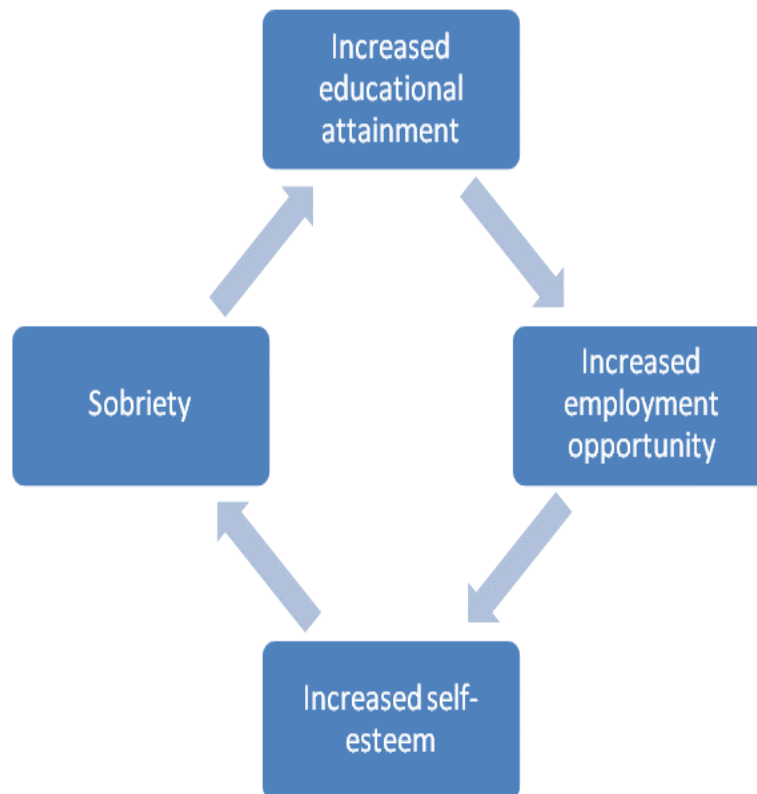 Increased
educational
attainment
Sobriety
Increased
employment
opportunity
Increased self-
esteem